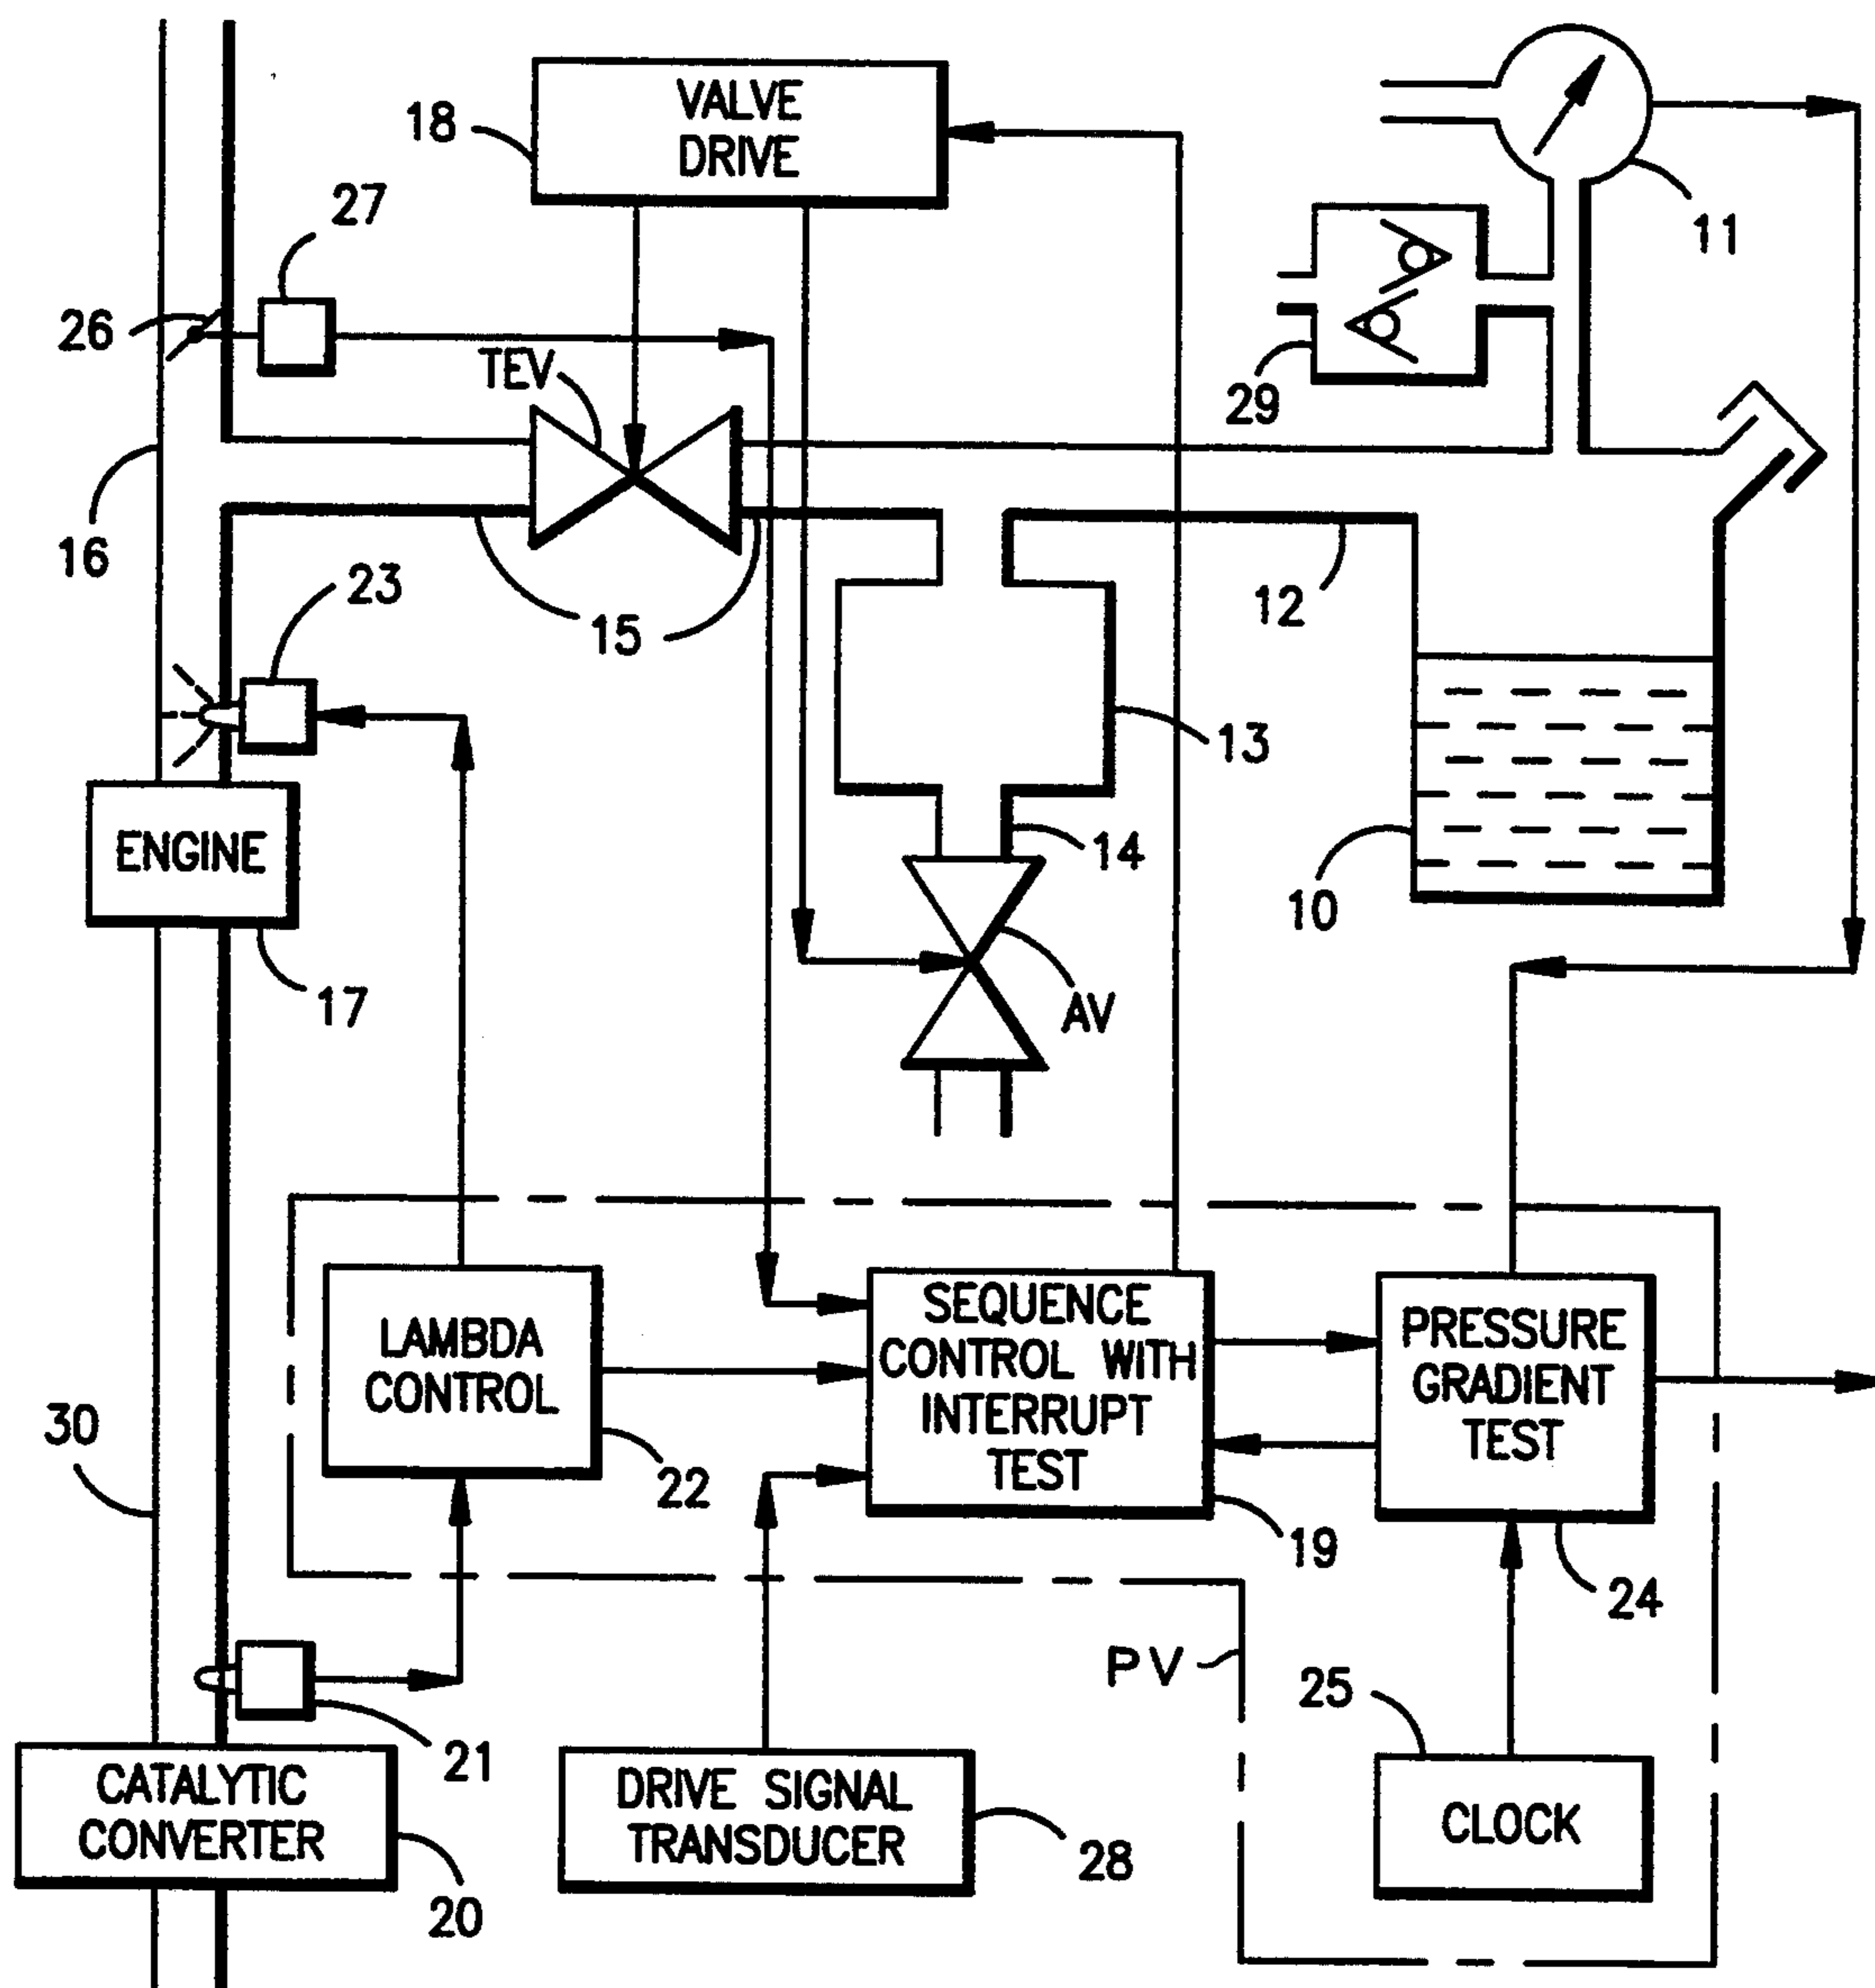 VALVE
DRIVE
18
11
27
26
TEV
29
16
23
15
12
13
ENGINE
14
10
17
AV
LAMBDA
CONTROL
SEQUENCE
CONTROL WITH
INTERRUPT
TEST
PRESSURE
GRADIENT
TEST
30
22
19
24
PV
25
21
CATALYTIC
CONVERTER
DRIVE SIGNAL
TRANSDUCER
CLOCK
28
20